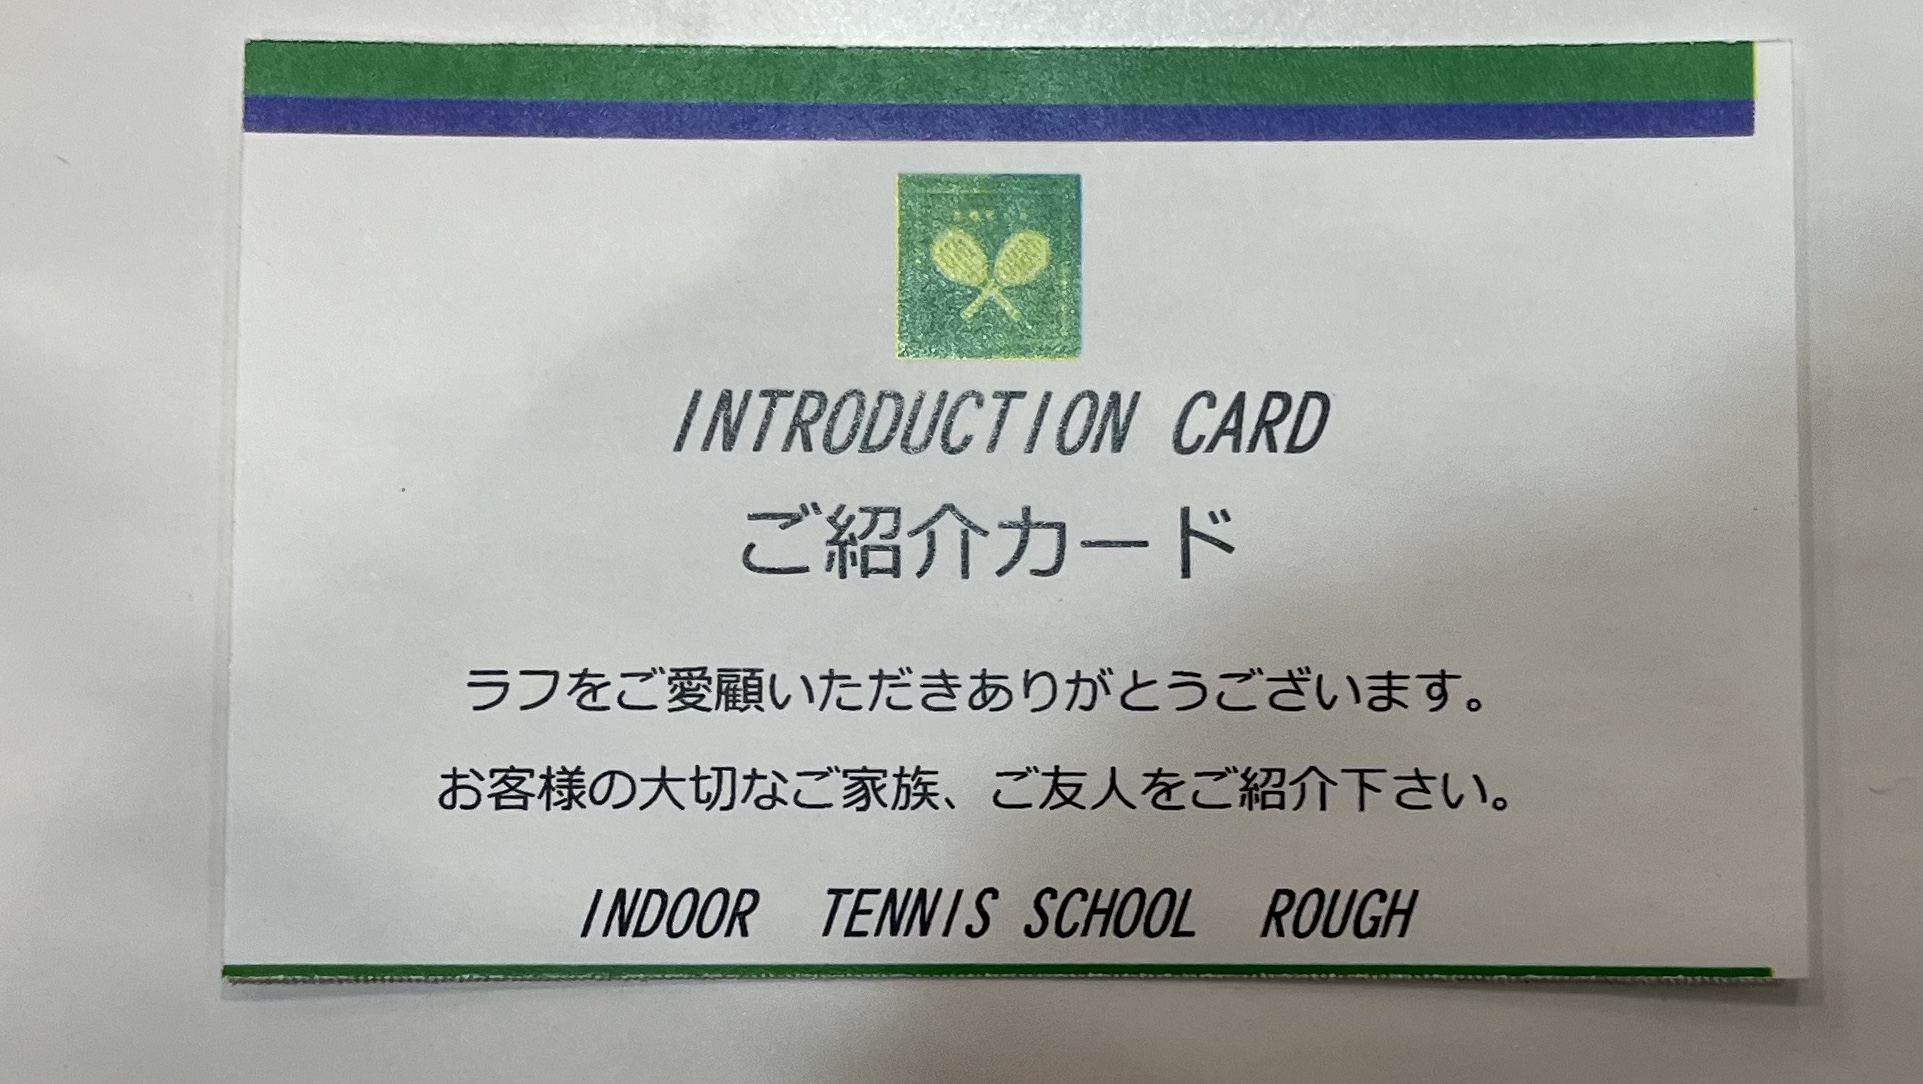 INTRODUCTION CARD
ご紹介カード
ラフをご愛顧いただきありがとうございます。
お客様の大切なご家族、ご友人をご紹介下さい。
INDOOR TENNIS SCHOOL ROUGH